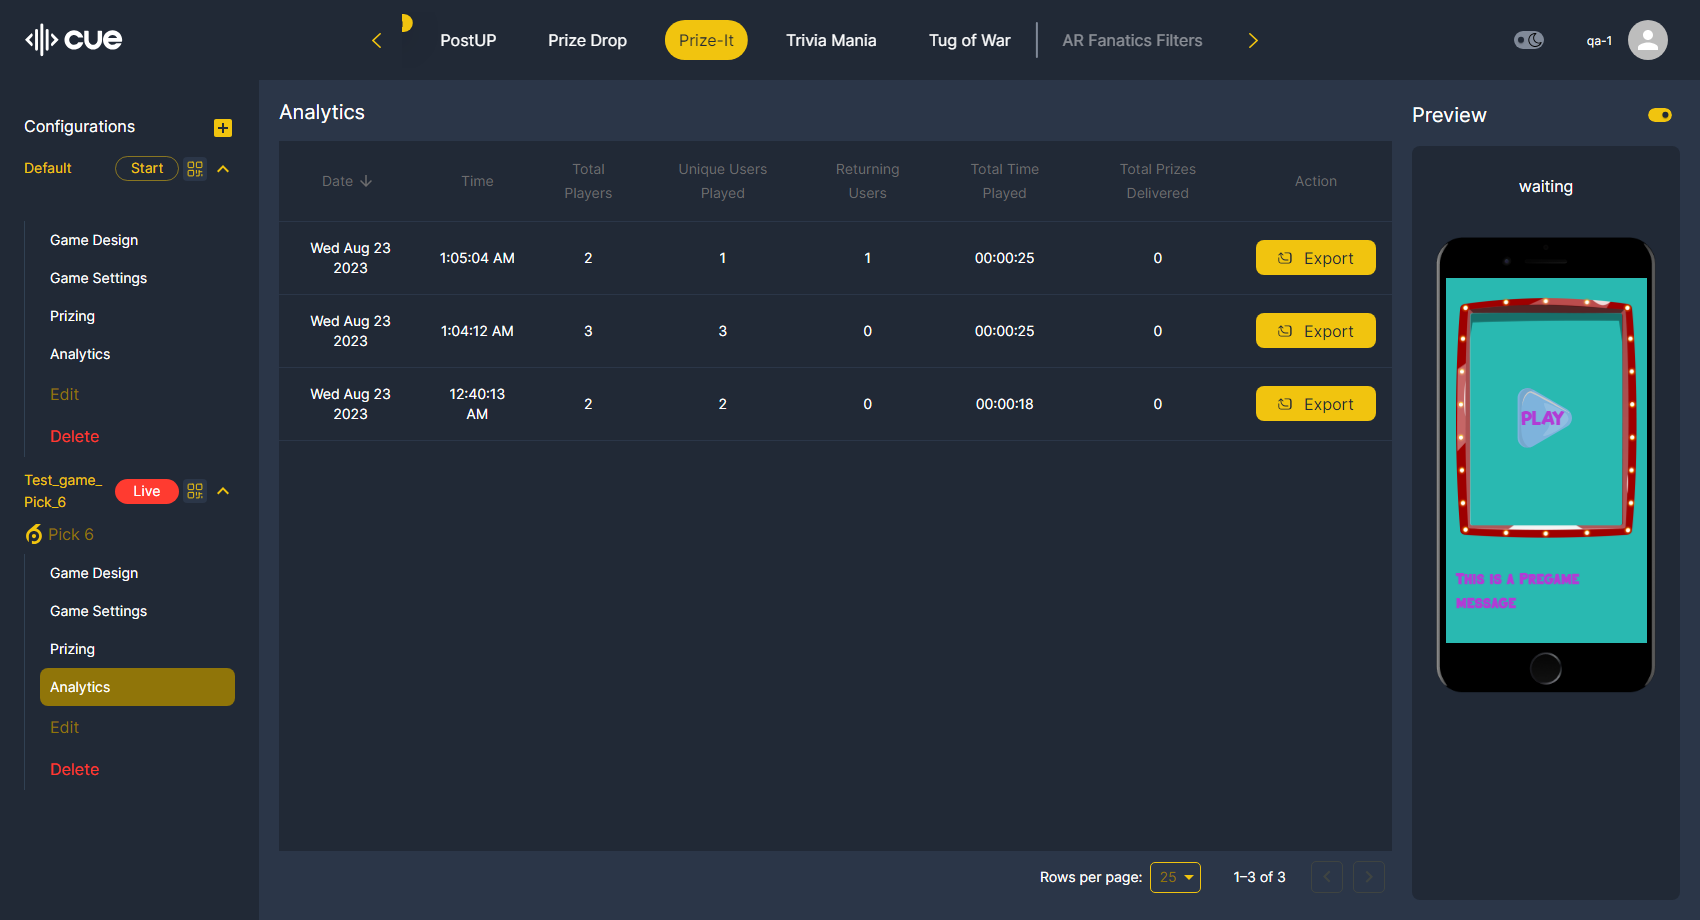 cue
PostUP
Prize Drop
Prize-It
Trivia Mania
Tug of War
AR Fanatics Filters
qa-1
Configurations
Default
Start
Game Design
Game Settings
Prizing
Analytics
Edit
Delete
Test_game_
Pick_6
Live
Pick 6
Game Design
Game Settings
Prizing
Analytics
Edit
Delete
Analytics
Date
Time
Total
Players
Unique Users
Played
Returning
Users
Total Time
Played
Total Prizes
Delivered
Action
Wed Aug 23
2023
1:05:04 AM
2
1
1
00:00:25
0
Export
Wed Aug 23
2023
1:04:12 AM
3
3
0
00:00:25
0
Export
Wed Aug 23
2023
12:40:13
AM
2
2
0
00:00:18
0
Export
Rows per page:
25
1–3 of 3
Preview
waiting
PLAY
This is a Pregame
message